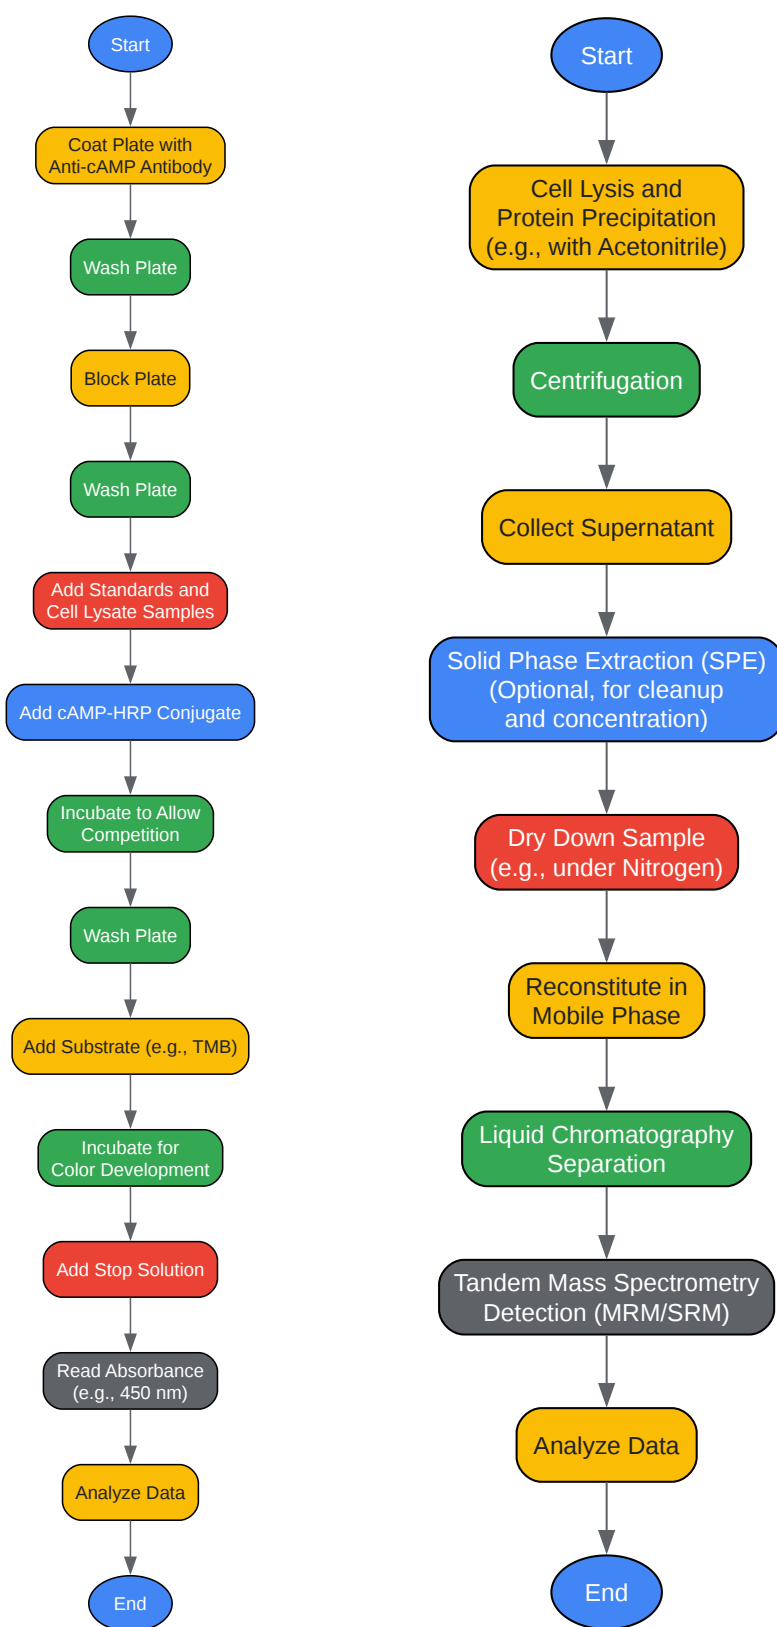 Start
Coat Plate with
Anti-cAMP Antibody
Wash Plate
Block Plate
Wash Plate
Add Standards and
Cell Lysate Samples
Add cAMP-HRP Conjugate
Incubate to Allow
Competition
Wash Plate
Add Substrate (e.g., TMB)
Incubate for
Color Development
Add Stop Solution
Read Absorbance
(e.g., 450 nm)
Analyze Data
End
Start
Cell Lysis and
Protein Precipitation
(e.g., with Acetonitrile)
Centrifugation
Collect Supernatant
Solid Phase Extraction (SPE)
(Optional, for cleanup
and concentration)
Dry Down Sample
(e.g., under Nitrogen)
Reconstitute in
Mobile Phase
Liquid Chromatography
Separation
Tandem Mass Spectrometry
Detection (MRM/SRM)
Analyze Data
End